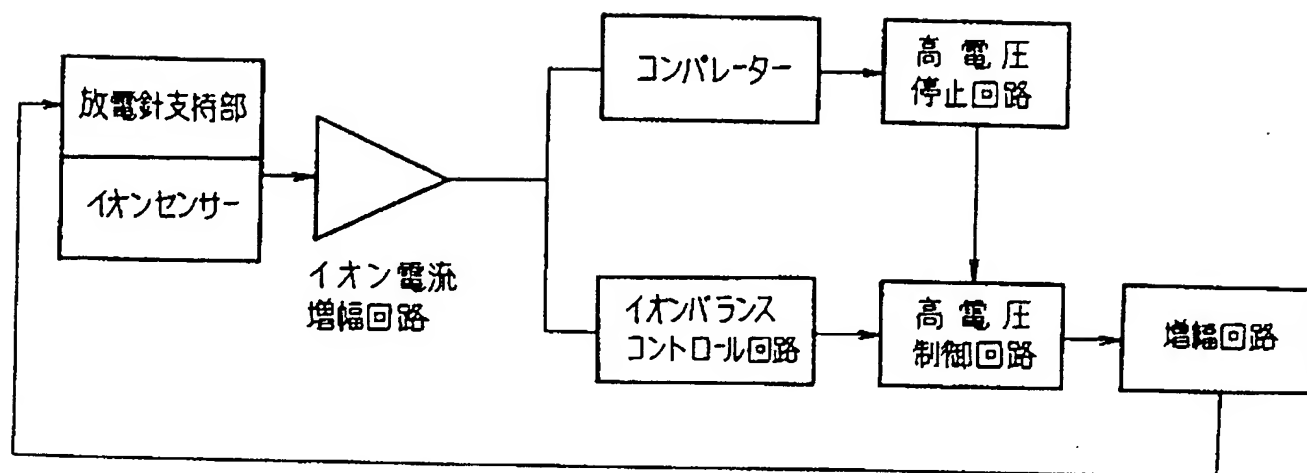 放電針支持部
イオンセンサー
イオン電流
増幅回路
コンパレーター
高電圧
停止回路
イオンバランス
コントロール回路
高電圧
制御回路
増幅回路